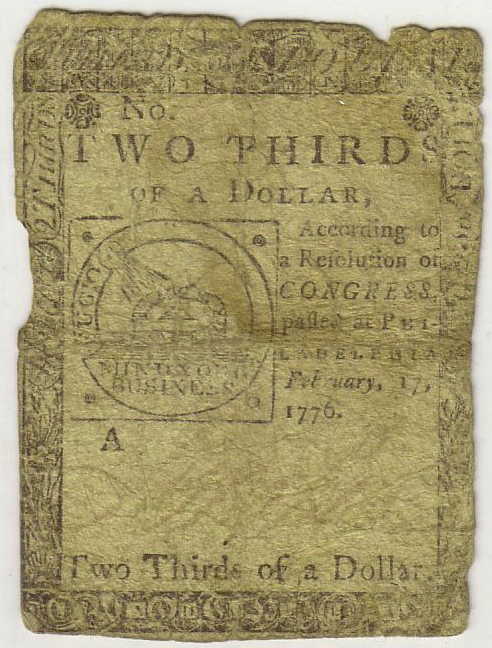 No.
TWO THIRDS
OF A DOLLAR,
According to
a Resolution of
CONGRESS,
passed at PHI-
LADELPHIA
February, 17,
1776.
FUGIO
MIND YOUR
BUSINESS
A
Two Thirds of a Dollar.